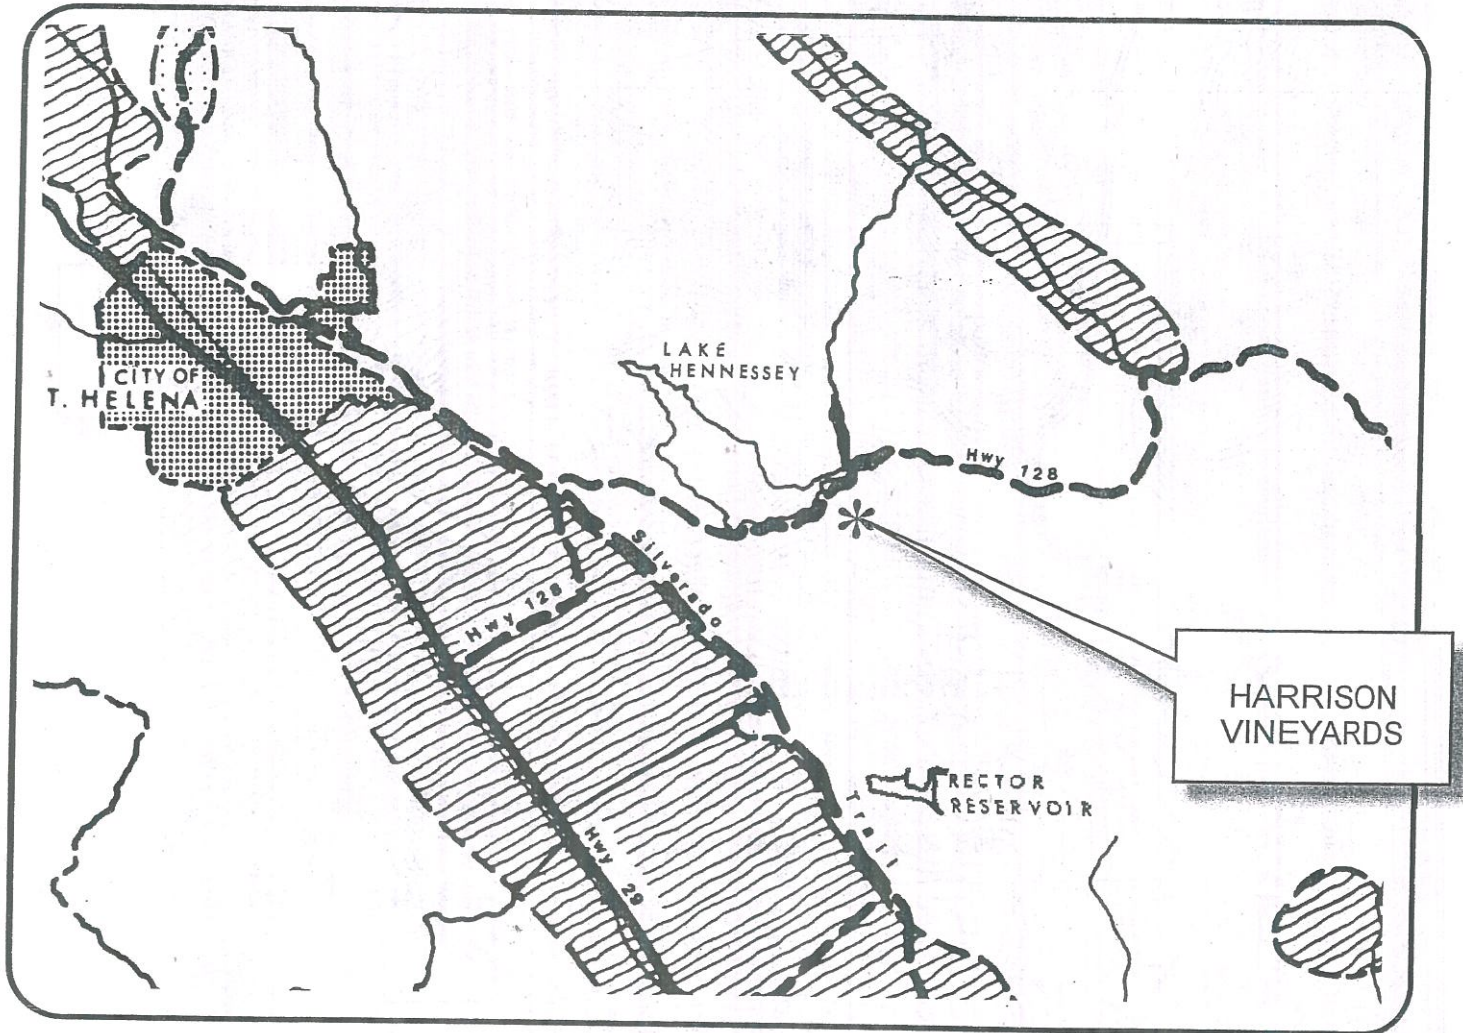 LAKE
HENNESSEY
CITY OF
T. HELENA
Hwy 128
Silverado
Hwy 128
HARRISON
VINEYARDS
RECTOR
RESERVOIR
Trail
Hwy 29